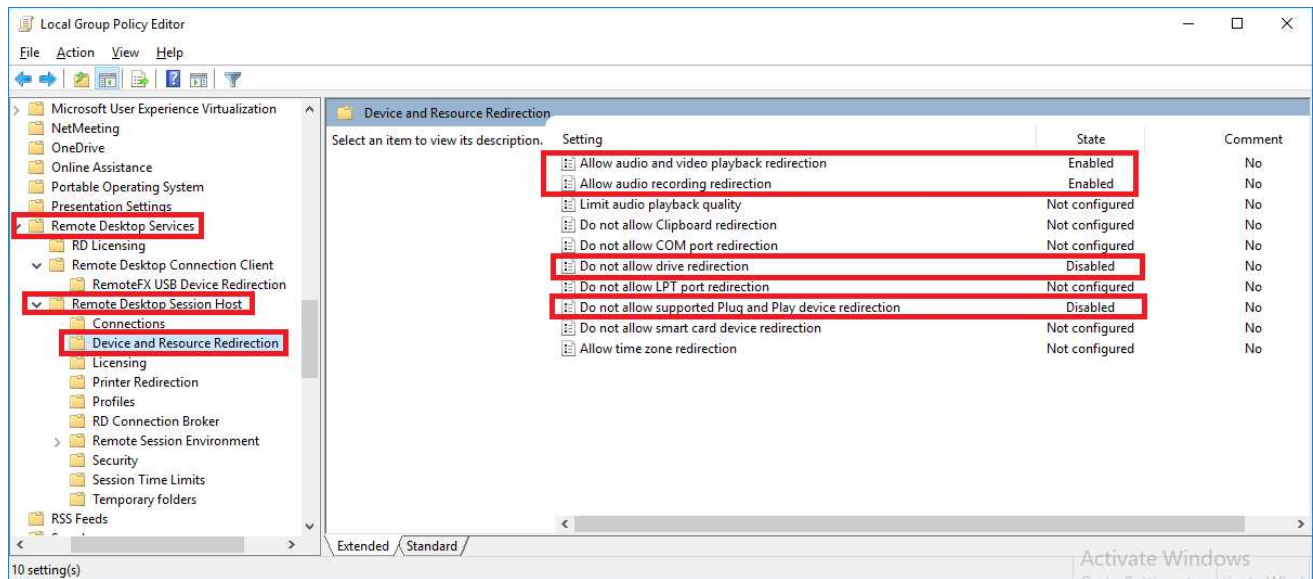 Local Group Policy Editor
File Action View Help
Microsoft User Experience Virtualization
NetMeeting
OneDrive
Online Assistance
Portable Operating System
Presentation Settings
Remote Desktop Services
RD Licensing
Remote Desktop Connection Client
RemoteFX USB Device Redirection
Remote Desktop Session Host
Connections
Device and Resource Redirection
Licensing
Printer Redirection
Profiles
RD Connection Broker
Remote Session Environment
Security
Session Time Limits
Temporary folders
RSS Feeds
Device and Resource Redirection
Select an item to view its description.
Setting State Comment
Allow audio and video playback redirection Enabled No
Allow audio recording redirection Enabled No
Limit audio playback quality Not configured No
Do not allow Clipboard redirection Not configured No
Do not allow COM port redirection Not configured No
Do not allow drive redirection Disabled No
Do not allow LPT port redirection Not configured No
Do not allow supported Plug and Play device redirection Disabled No
Do not allow smart card device redirection Not configured No
Allow time zone redirection Not configured No
Extended Standard
Activate Windows
10 setting(s)